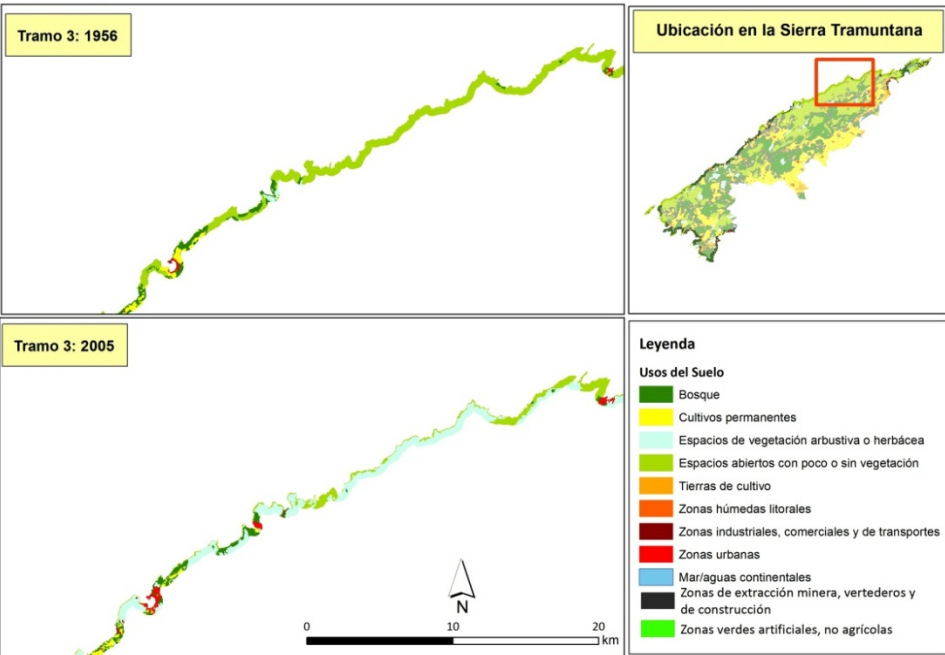 Tramo 3: 1956
Ubicación en la Sierra Tramuntana
Tramo 3: 2005
N
0
10
20
km
Leyenda
Usos del Suelo
Bosque
Cultivos permanentes
Espacios de vegetación arbustiva o herbácea
Espacios abiertos con poco o sin vegetación
Tierras de cultivo
Zonas húmedas litorales
Zonas industriales, comerciales y de transportes
Zonas urbanas
Mar/aguas continentales
Zonas de extracción minera, vertederos y
de construcción
Zonas verdes artificiales, no agrícolas